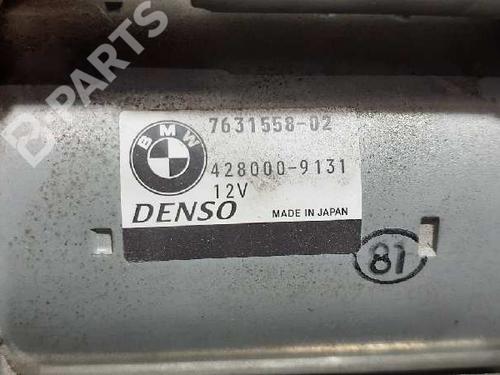 B-PARTS
BMW
7631558-02
428000-9131
12V
DENSO
MADE IN JAPAN
81